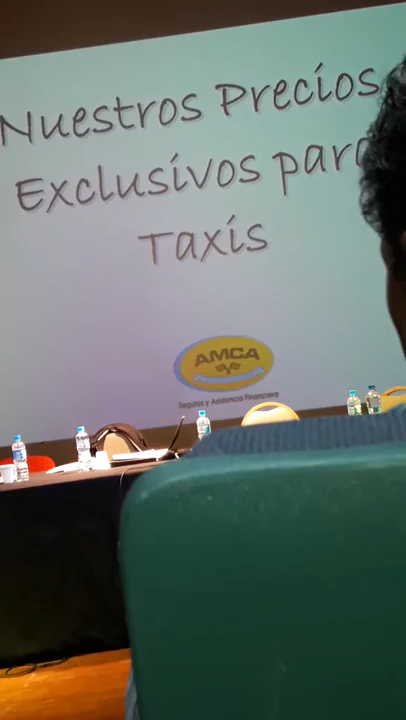 Nuestros Precios
Exclusivos para
Taxis
AMCA
Seguros y Asistencia Financiera